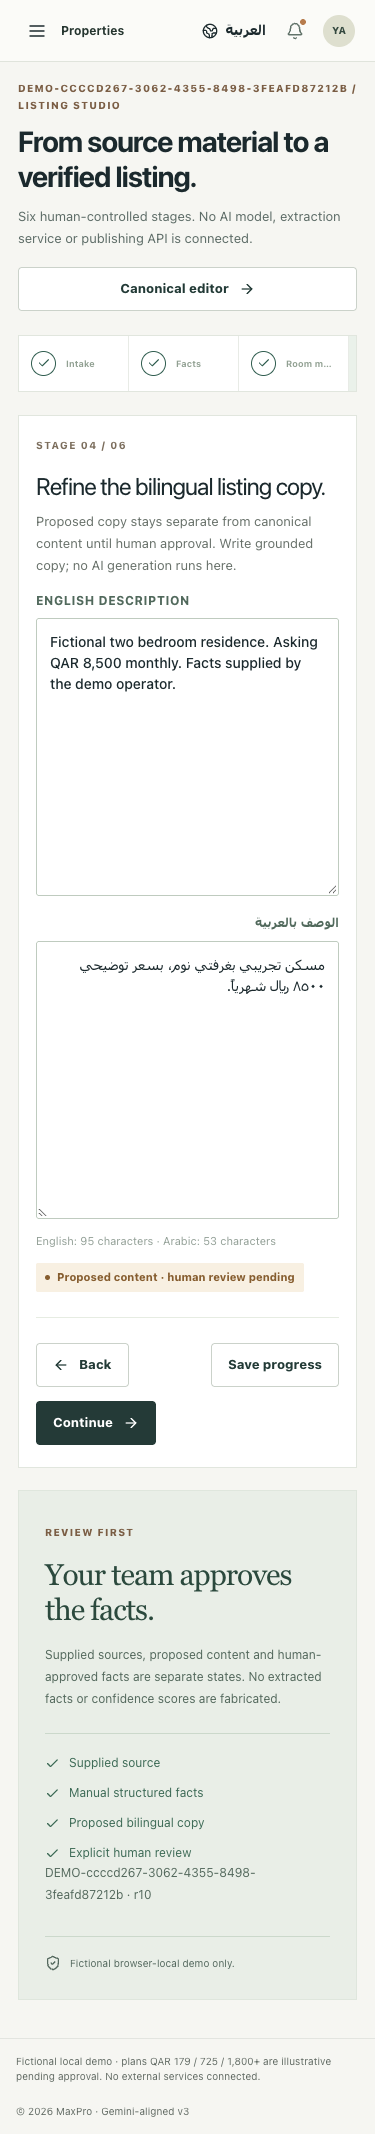 Properties
العربية
YA
DEMO-CCCCD267-3062-4355-8498-3FEAFD87212B /
LISTING STUDIO
From source material to a
verified listing.
Six human-controlled stages. No AI model, extraction
service or publishing API is connected.
Canonical editor
Intake
Facts
Room m...
STAGE 04 / 06
Refine the bilingual listing copy.
Proposed copy stays separate from canonical
content until human approval. Write grounded
copy; no AI generation runs here.
ENGLISH DESCRIPTION
Fictional two bedroom residence. Asking
QAR 8,500 monthly. Facts supplied by
the demo operator.
الوصف بالعربية
مسكن تجريبي بغرفتي نوم، بسعر توضيحي
٨٥٠٠ ريال شهرياً.
English: 95 characters · Arabic: 53 characters
Proposed content · human review pending
Back
Save progress
Continue
REVIEW FIRST
Your team approves
the facts.
Supplied sources, proposed content and human-
approved facts are separate states. No extracted
facts or confidence scores are fabricated.
Supplied source
Manual structured facts
Proposed bilingual copy
Explicit human review
DEMO-ccccd267-3062-4355-8498-
3feafd87212b · r10
Fictional browser-local demo only.
Fictional local demo · plans QAR 179 / 725 / 1,800+ are illustrative
pending approval. No external services connected.
© 2026 MaxPro · Gemini-aligned v3